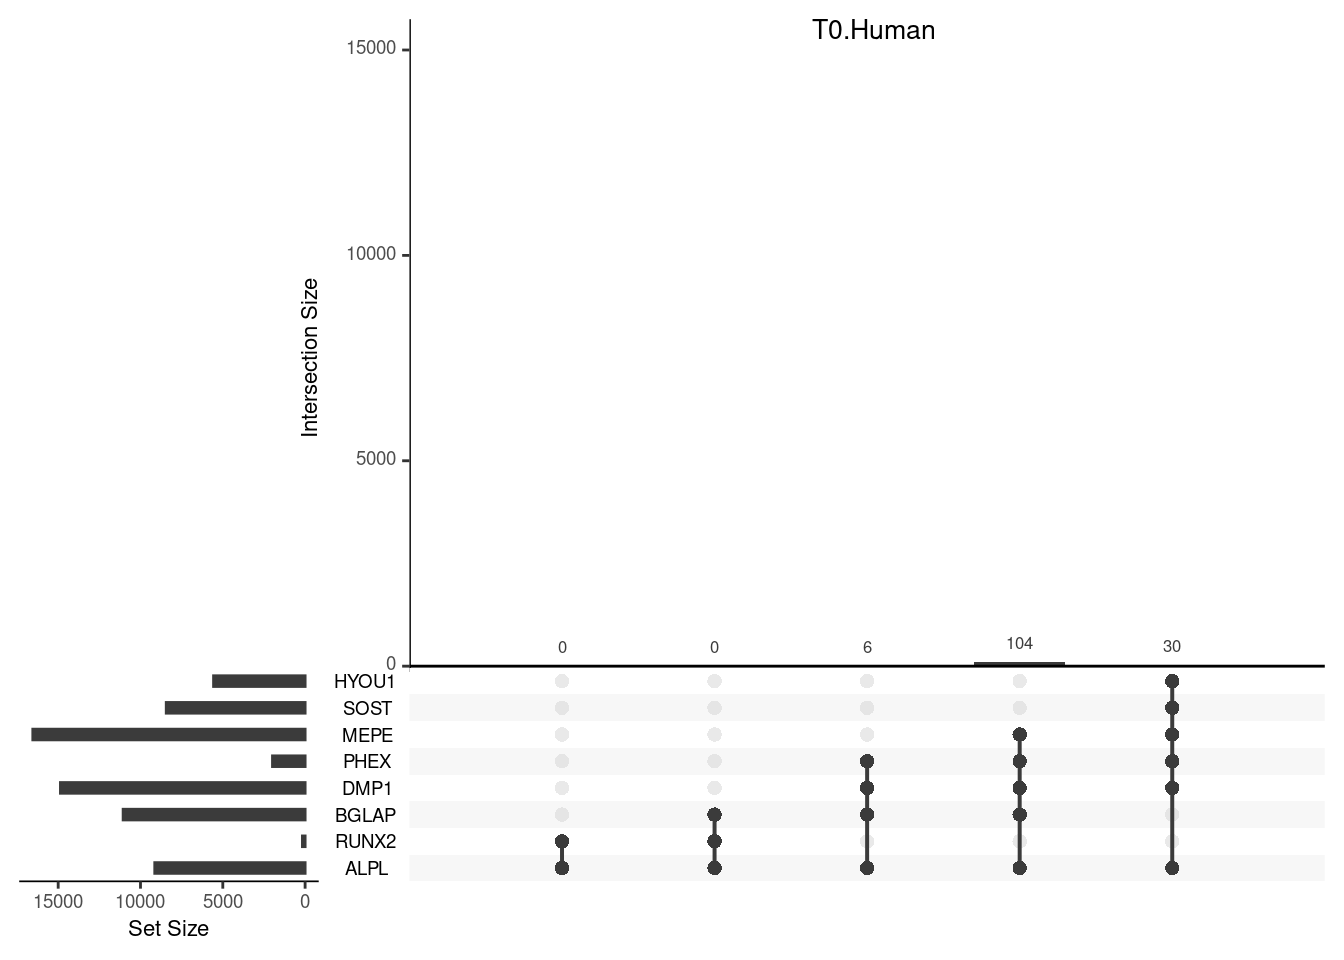 T0.Human
15000
10000
5000
0
Intersection Size
0 0 6 104 30
HYOU1
SOST
MEPE
PHEX
DMP1
BGLAP
RUNX2
ALPL
15000 10000 5000 0
Set Size